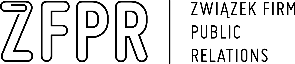 ZFPR
ZWIĄZEK FIRM
PUBLIC
RELATIONS